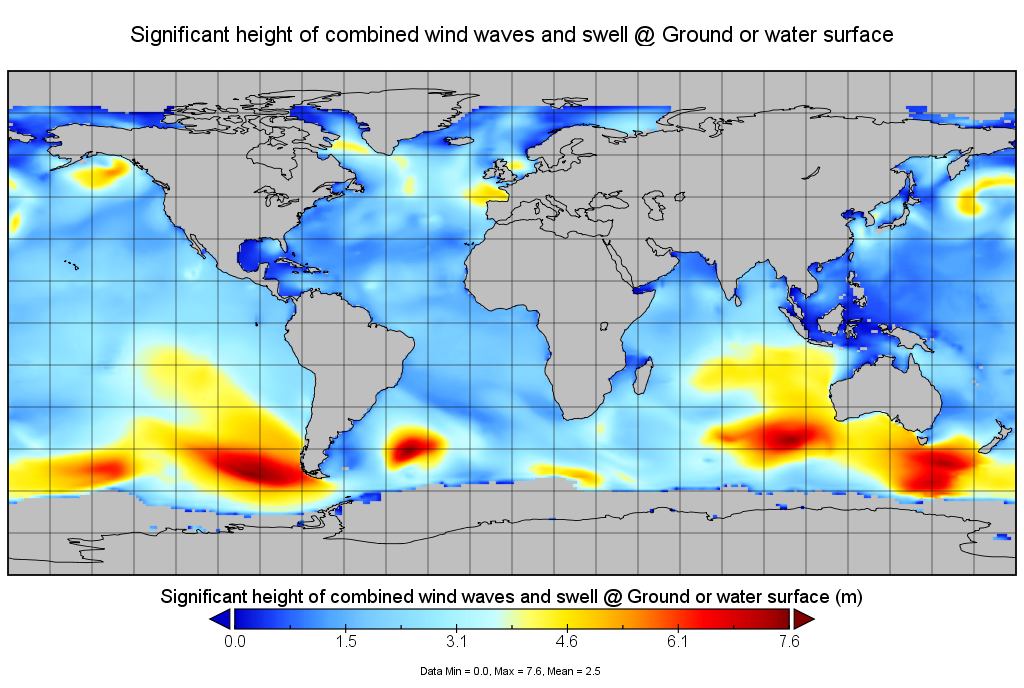 Significant height of combined wind waves and swell @ Ground or water surface
Significant height of combined wind waves and swell @ Ground or water surface (m)
0.0 1.5 3.1 4.6 6.1 7.6
Data Min = 0.0, Max = 7.6, Mean = 2.5